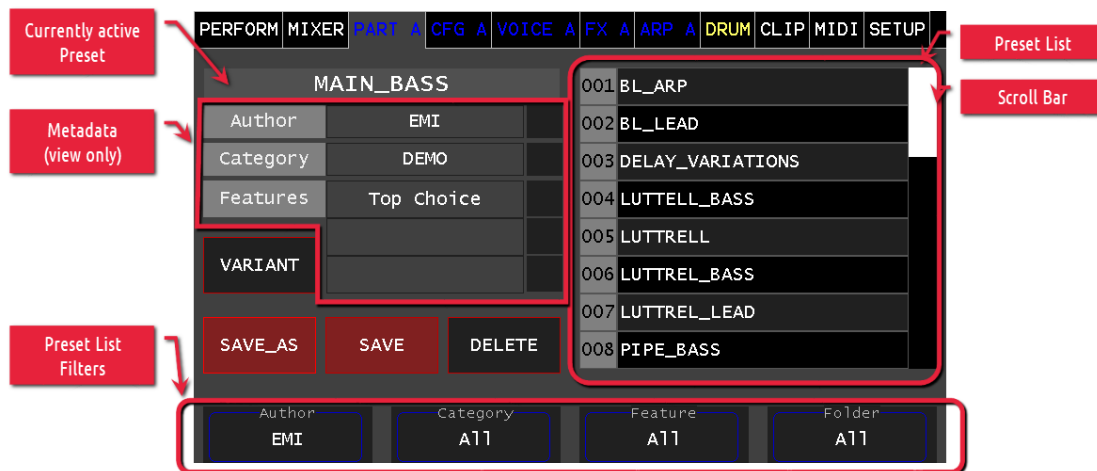 Currently active
Preset
Metadada
(view only)
Preset List
Filters
PERFORM MIXER PART A CFG A VOICE A FX A ARP A DRUM CLIP MIDI SETUP
MAIN_BASS
Author EMI
Category DEMO
Features Top Choice
VARIANT
SAVE_AS SAVE DELETE
001 BL_ARP
002 BL_LEAD
003 DELAY_VARIATIONS
004 LUTTELL_BASS
005 LUTTRELL
006 LUTTREL_BASS
007 LUTTREL_LEAD
008 PIPE_BASS
Preset List
Scroll Bar
Author Category Feature Folder
EMI All All All